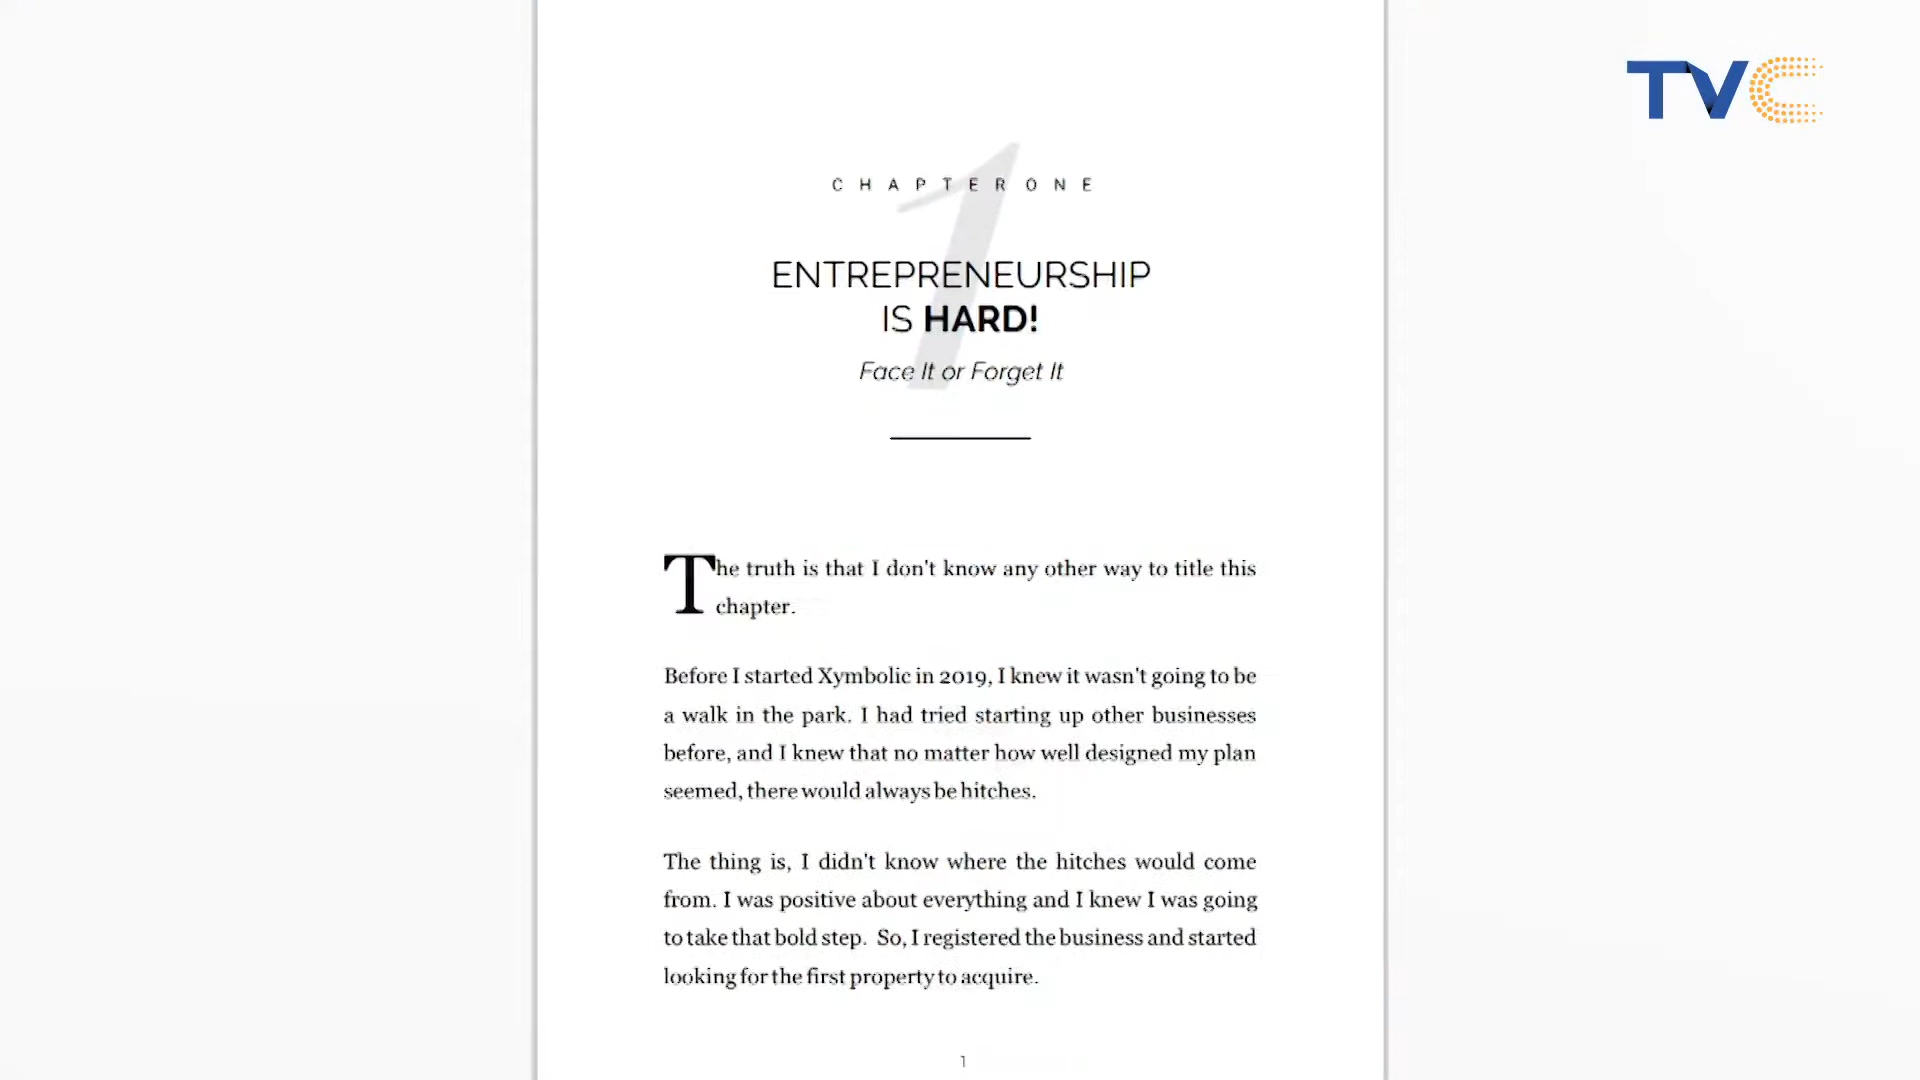 TVC
1
CHAPTER ONE
ENTREPRENEURSHIP
IS HARD!
Face It or Forget It
The truth is that I don't know any other way to title this
chapter.
Before I started Xymbolic in 2019, I knew it wasn't going to be
a walk in the park. I had tried starting up other businesses
before, and I knew that no matter how well designed my plan
seemed, there would always be hitches.
The thing is, I didn't know where the hitches would come
from. I was positive about everything and I knew I was going
to take that bold step. So, I registered the business and started
looking for the first property to acquire.
1